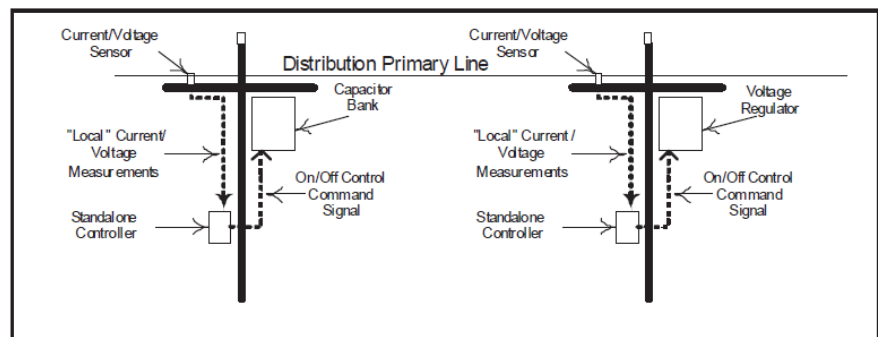 Current/Voltage
Sensor
Distribution Primary Line
Capacitor
Bank
"Local" Current/
Voltage
Measurements
On/Off Control
Command
Signal
Standalone
Controller
Current/Voltage
Sensor
Voltage
Regulator
"Local" Current/
Voltage
Measurements
On/Off Control
Command
Signal
Standalone
Controller